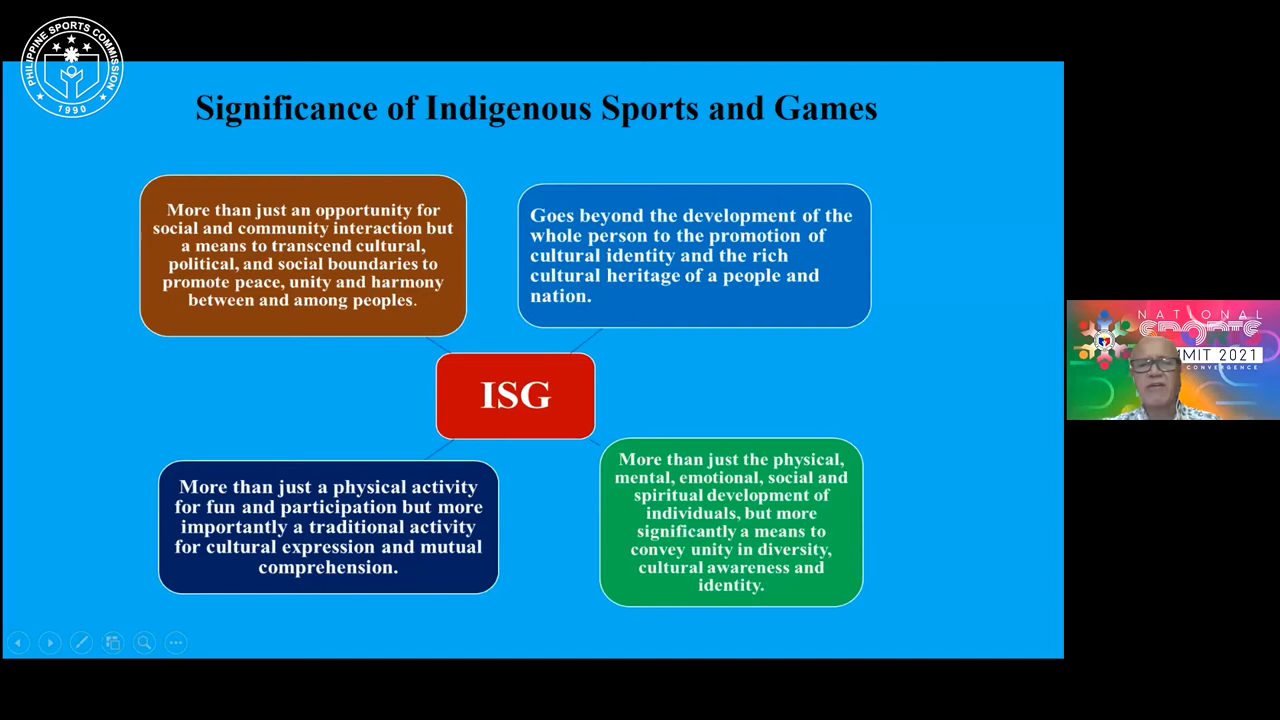 PHILIPPINE SPORTS COMMISSION
1990
Significance of Indigenous Sports and Games
More than just an opportunity for
social and community interaction but
a means to transcend cultural,
political, and social boundaries to
promote peace, unity and harmony
between and among peoples.
Goes beyond the development of the
whole person to the promotion of
cultural identity and the rich
cultural heritage of a people and
nation.
ISG
More than just a physical activity
for fun and participation but more
importantly a traditional activity
for cultural expression and mutual
comprehension.
More than just the physical,
mental, emotional, social and
spiritual development of
individuals, but more
significantly a means to
convey unity in diversity,
cultural awareness and
identity.
NATIONAL
SPORTS
MMIT 2021
CONVERGENCE